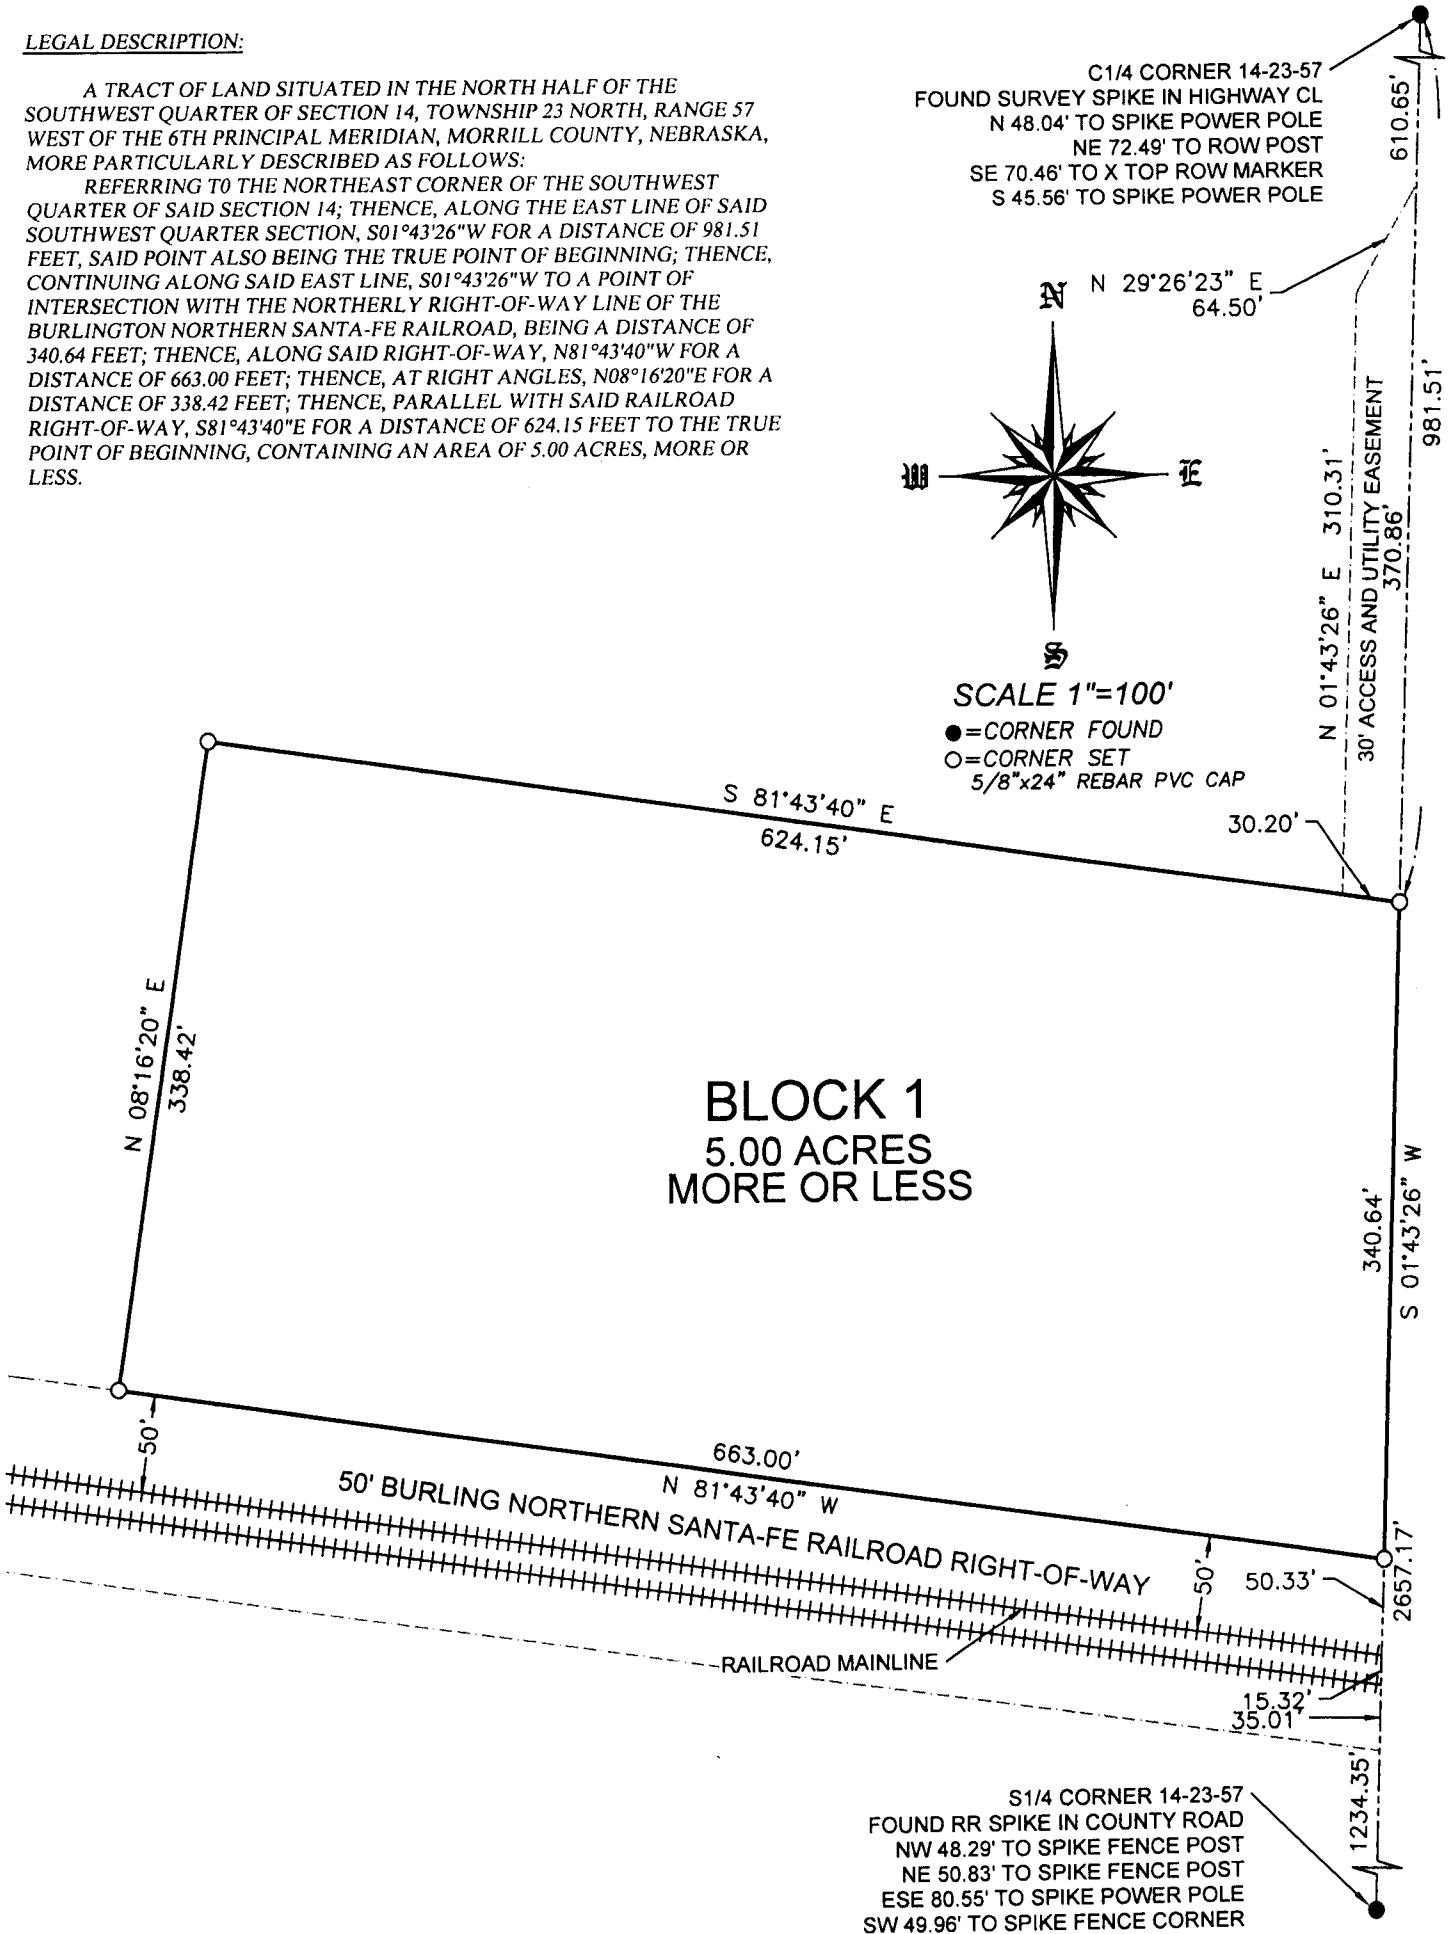 LEGAL DESCRIPTION:
A TRACT OF LAND SITUATED IN THE NORTH HALF OF THE
SOUTHWEST QUARTER OF SECTION 14, TOWNSHIP 23 NORTH, RANGE 57
WEST OF THE 6TH PRINCIPAL MERIDIAN, MORRILL COUNTY, NEBRASKA,
MORE PARTICULARLY DESCRIBED AS FOLLOWS:
REFERRING TO THE NORTHEAST CORNER OF THE SOUTHWEST
QUARTER OF SAID SECTION 14; THENCE, ALONG THE EAST LINE OF SAID
SOUTHWEST QUARTER SECTION, S01°43'26"W FOR A DISTANCE OF 981.51
FEET, SAID POINT ALSO BEING THE TRUE POINT OF BEGINNING; THENCE,
CONTINUING ALONG SAID EAST LINE, S01°43'26"W TO A POINT OF
INTERSECTION WITH THE NORTHERLY RIGHT-OF-WAY LINE OF THE
BURLINGTON NORTHERN SANTA-FE RAILROAD, BEING A DISTANCE OF
340.64 FEET; THENCE, ALONG SAID RIGHT-OF-WAY, N81°43'40"W FOR A
DISTANCE OF 663.00 FEET; THENCE, AT RIGHT ANGLES, N08°16'20"E FOR A
DISTANCE OF 338.42 FEET; THENCE, PARALLEL WITH SAID RAILROAD
RIGHT-OF-WAY, S81°43'40"E FOR A DISTANCE OF 624.15 FEET TO THE TRUE
POINT OF BEGINNING, CONTAINING AN AREA OF 5.00 ACRES, MORE OR
LESS.
C1/4 CORNER 14-23-57
FOUND SURVEY SPIKE IN HIGHWAY CL
N 48.04' TO SPIKE POWER POLE
NE 72.49' TO ROW POST
SE 70.46' TO X TOP ROW MARKER
S 45.56' TO SPIKE POWER POLE
610.65'
N 29°26'23" E
64.50'
981.51'
N 01°43'26" E 310.31'
30' ACCESS AND UTILITY EASEMENT
370.86'
N
W
E
S
SCALE 1"=100'
=CORNER FOUND
=CORNER SET
5/8"x24" REBAR PVC CAP
30.20'
S 81°43'40" E
624.15'
N 08°16'20" E
338.42'
BLOCK 1
5.00 ACRES
MORE OR LESS
340.64'
S 01°43'26" W
663.00'
N 81°43'40" W
50'
50' BURLING NORTHERN SANTA-FE RAILROAD RIGHT-OF-WAY
50'
50.33'
2657.17'
RAILROAD MAINLINE
15.32'
35.01'
1234.35'
S1/4 CORNER 14-23-57
FOUND RR SPIKE IN COUNTY ROAD
NW 48.29' TO SPIKE FENCE POST
NE 50.83' TO SPIKE FENCE POST
ESE 80.55' TO SPIKE POWER POLE
SW 49.96' TO SPIKE FENCE CORNER